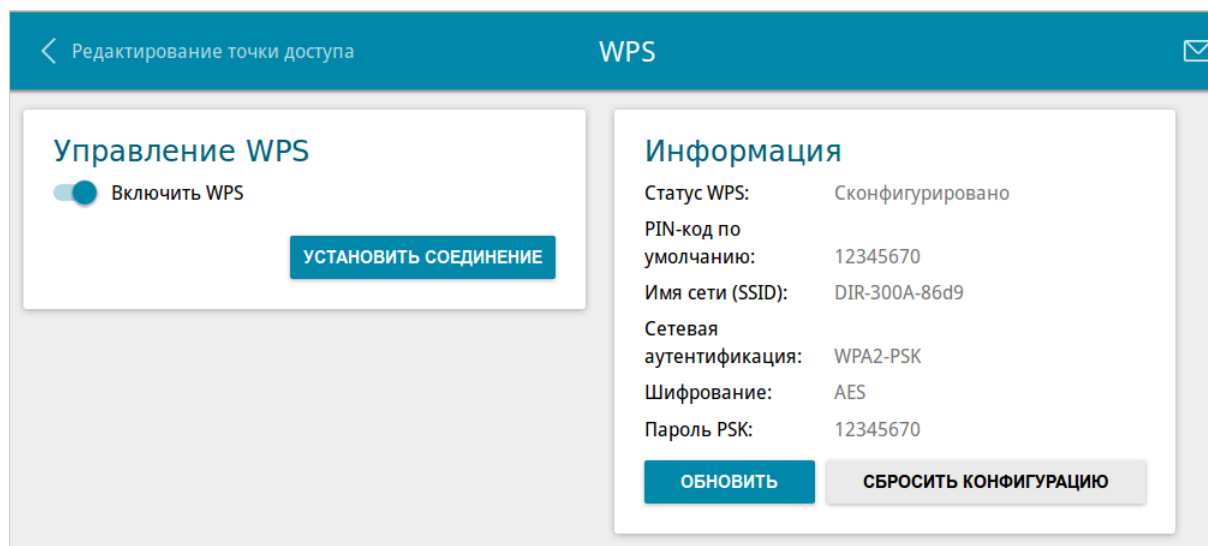 Редактирование точки доступа
WPS
Управление WPS
Включить WPS
УСТАНОВИТЬ СОЕДИНЕНИЕ
Информация
Статус WPS: Сконфигурировано
PIN-код по
умолчанию: 12345670
Имя сети (SSID): DIR-300A-86d9
Сетевая
аутентификация: WPA2-PSK
Шифрование: AES
Пароль PSK: 12345670
ОБНОВИТЬ СБРОСИТЬ КОНФИГУРАЦИЮ